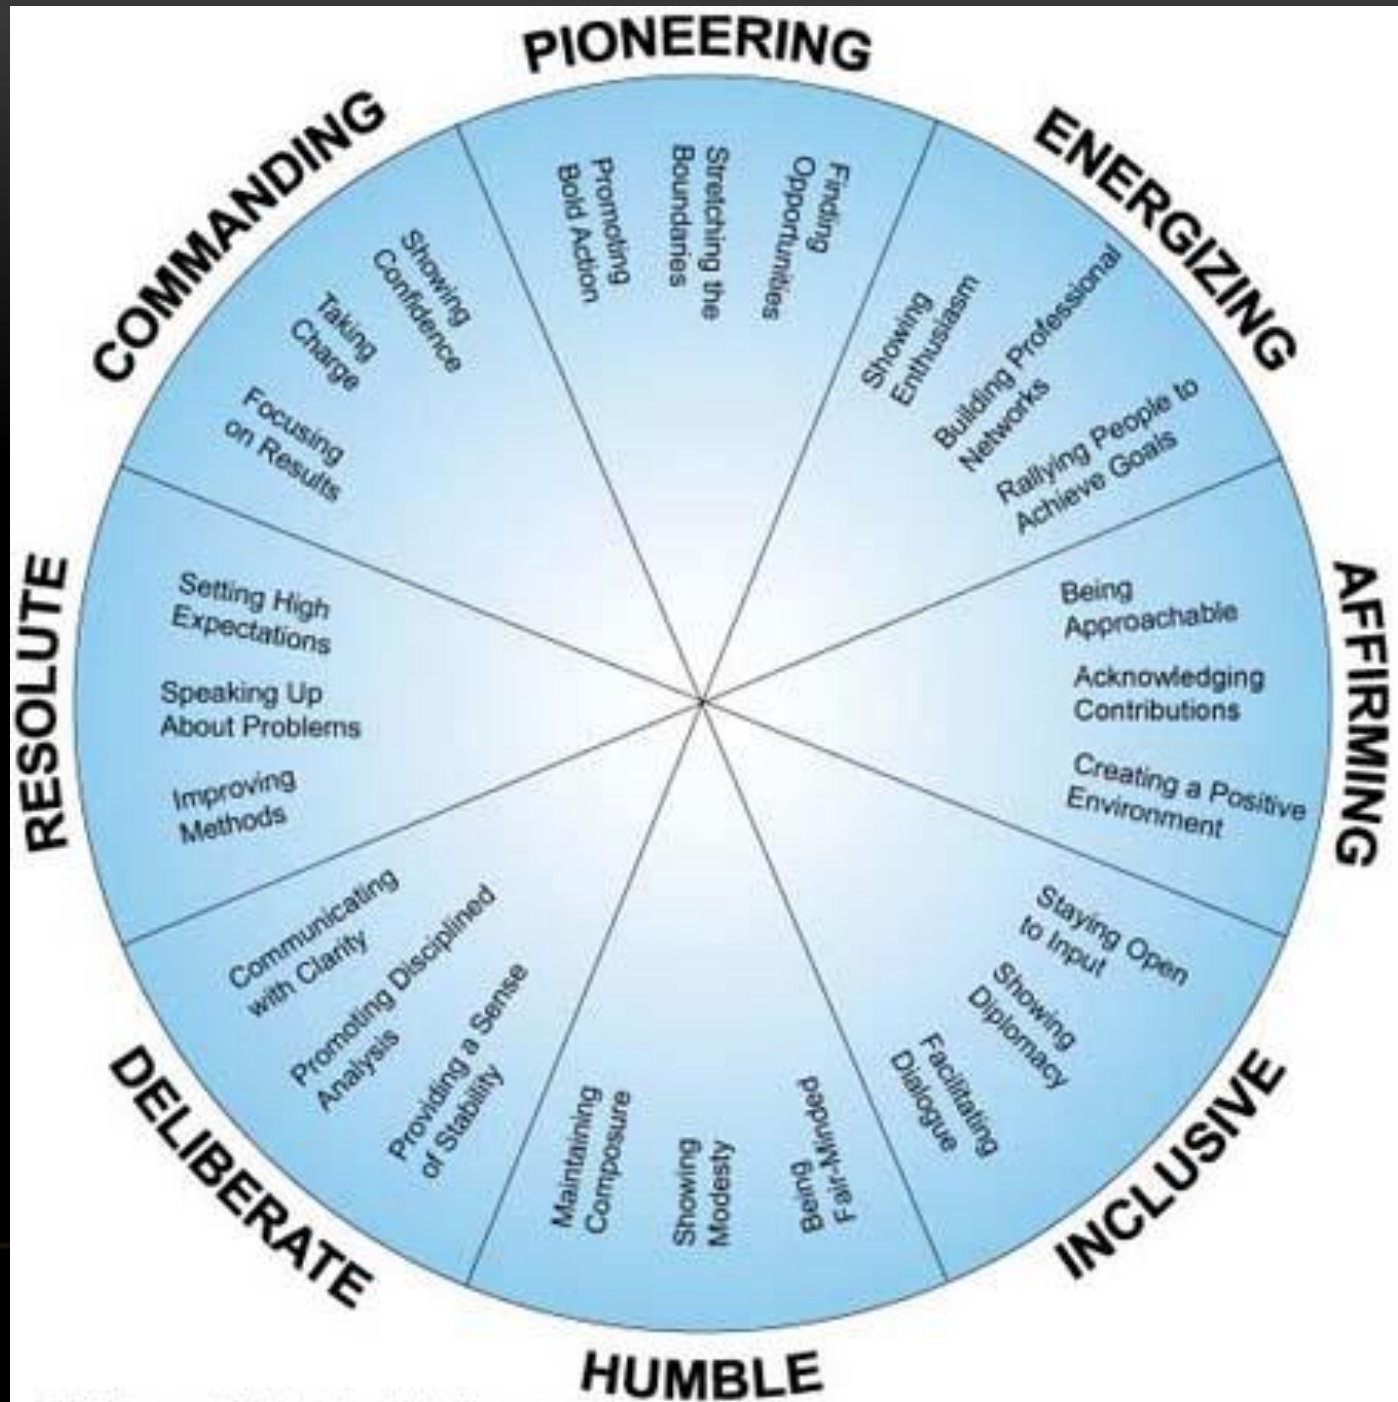 PIONEERING
Promoting
Bold Action
Stretching the
Boundaries
Finding
Opportunities
ENERGIZING
Showing
Enthusiasm
Building Professional
Networks
Rallying People to
Achieve Goals
AFFIRMING
Being
Approachable
Acknowledging
Contributions
Creating a Positive
Environment
INCLUSIVE
Staying Open
to Input
Showing
Diplomacy
Facilitating
Dialogue
HUMBLE
Being
Fair-Minded
Showing
Modesty
Maintaining
Composure
DELIBERATE
Providing a Sense
of Stability
Promoting Disciplined
Analysis
Communicating
with Clarity
RESOLUTE
Improving
Methods
Speaking Up
About Problems
Setting High
Expectations
COMMANDING
Focusing
on Results
Taking
Charge
Showing
Confidence